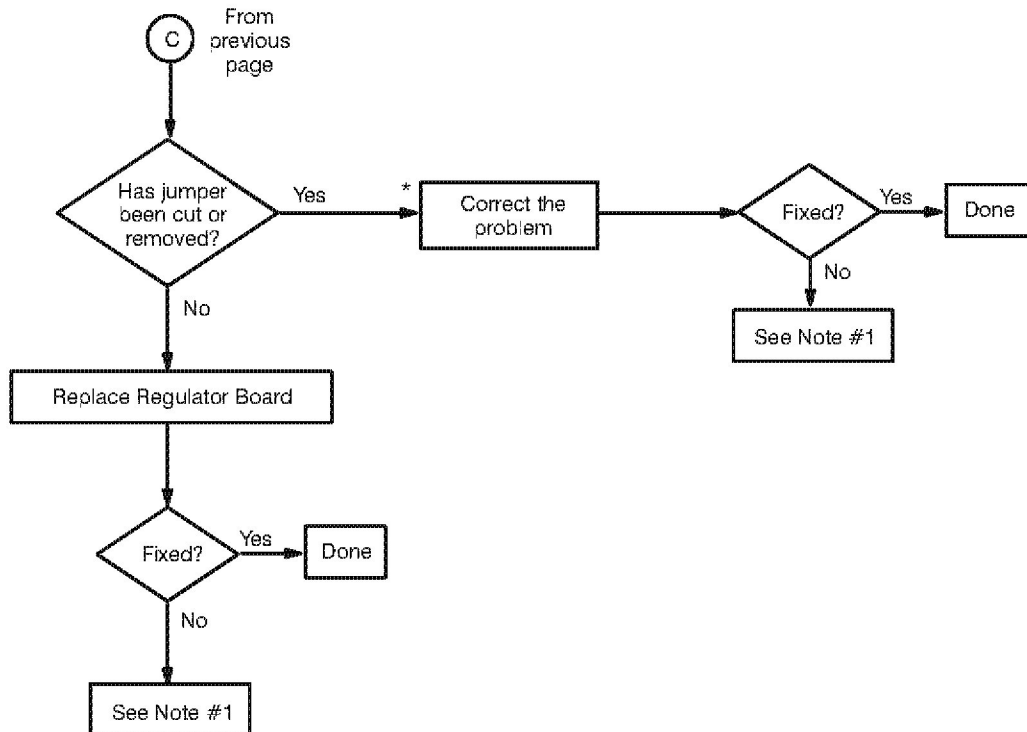 C
From
previous
page
Has jumper
been cut or
removed?
Yes
*
Correct the
problem
Fixed?
Yes
Done
No
See Note #1
No
Replace Regulator Board
Fixed?
Yes
Done
No
See Note #1